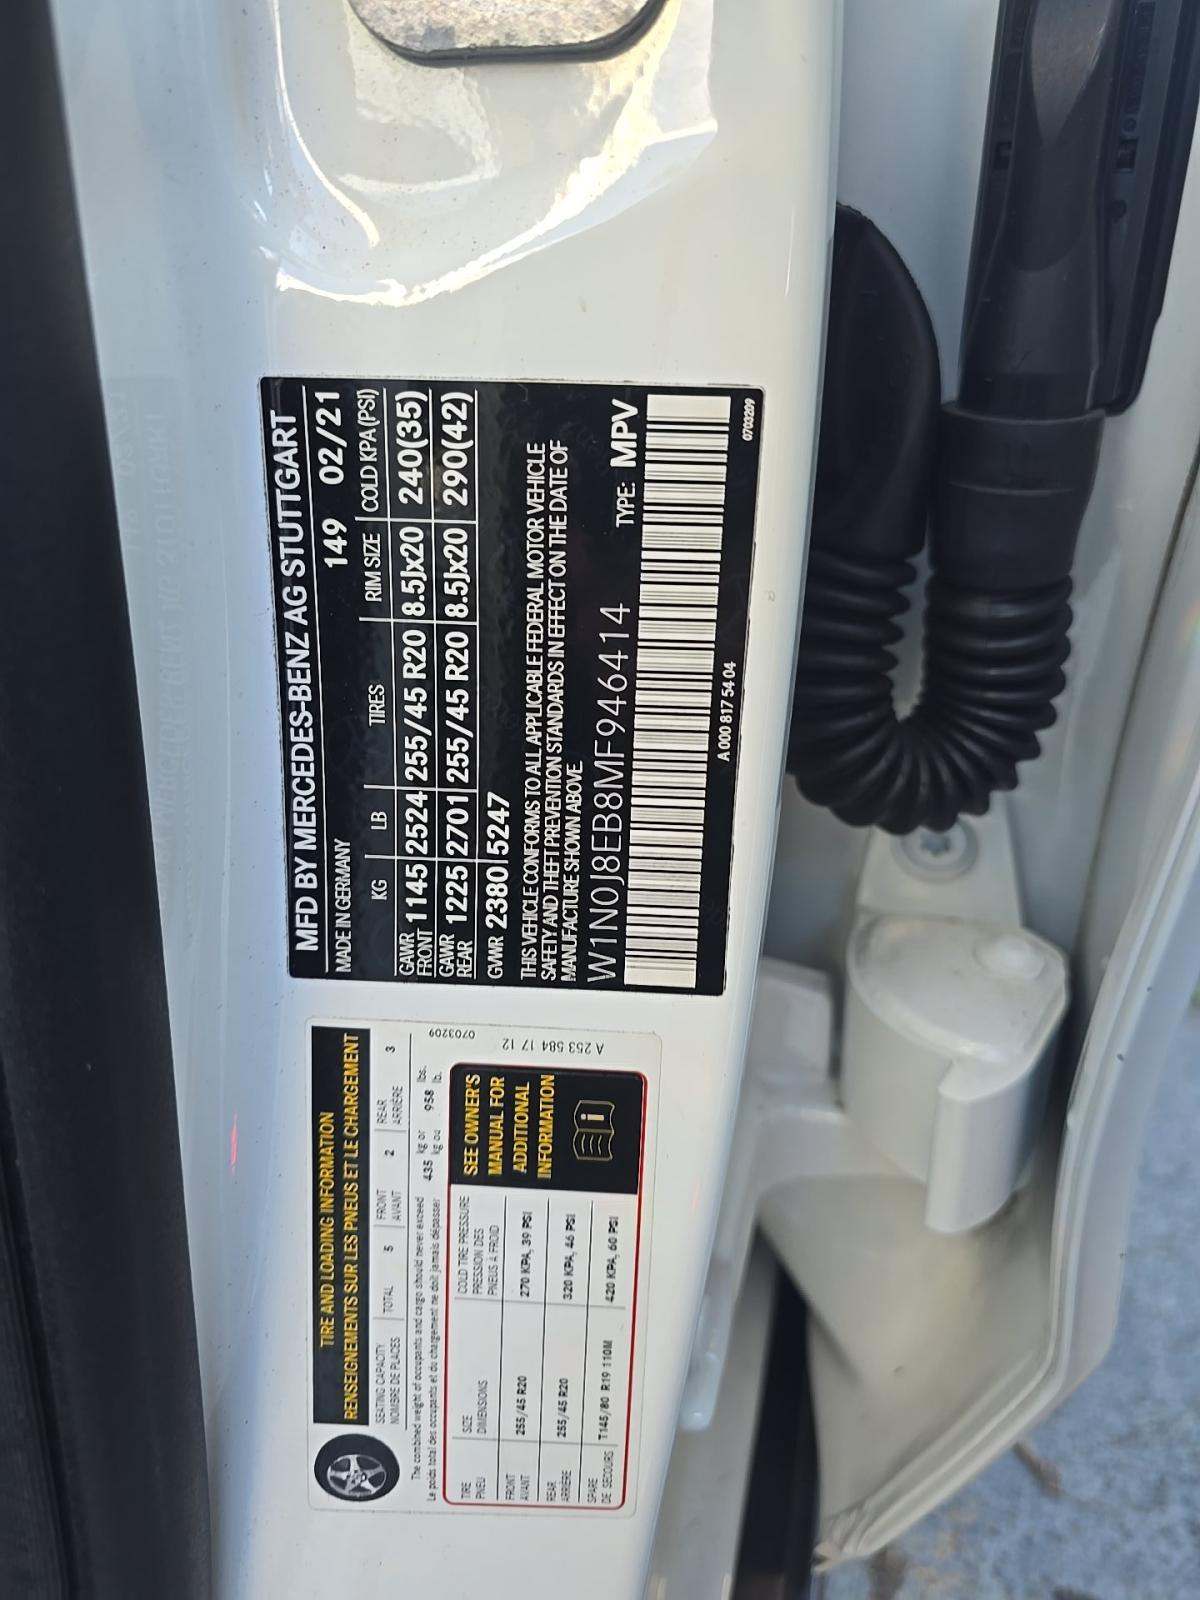 MFD BY MERCEDES-BENZ AG STUTTGART
MADE IN GERMANY 149 02/21
KG LB TIRES RIM SIZE COLD KPA (PSI)
GAWR FRONT 1145 2524 255/45 R20 8.5Jx20 240(35)
GAWR REAR 1225 2701 255/45 R20 8.5Jx20 290(42)
GVWR 2380 5247
THIS VEHICLE CONFORMS TO ALL APPLICABLE FEDERAL MOTOR VEHICLE
SAFETY AND THEFT PREVENTION STANDARDS IN EFFECT ON THE DATE OF
MANUFACTURE SHOWN ABOVE.
W1N0J8EB8MF946414 TYPE: MPV
A 000 817 54 04
0703209
TIRE AND LOADING INFORMATION
RENSEIGNEMENTS SUR LES PNEUS ET LE CHARGEMENT
SEATING CAPACITY TOTAL 5 FRONT 2 REAR 3
NOMBRE DE PLACES AVANT ARRIÈRE
The combined weight of occupants and cargo should never exceed 435 kg or 958 lbs.
Le poids total des occupants et du chargement ne doit jamais dépasser kg ou lb.
TIRE SIZE COLD TIRE PRESSURE
PNEU DIMENSIONS PRESSION DES PNEUS À FROID
FRONT AVANT 255/45 R20 270 KPA, 39 PSI
REAR ARRIÈRE 255/45 R20 320 KPA, 46 PSI
SPARE DE SECOURS T145/80 R19 110M 420 KPA, 60 PSI
SEE OWNER'S
MANUAL FOR
ADDITIONAL
INFORMATION
i
A 253 584 17 12
0703209